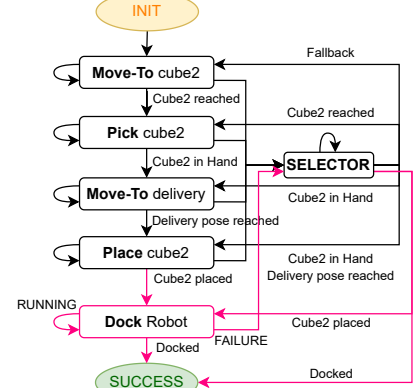 INIT
Fallback
Move-To cube2
Cube2 reached
Cube2 reached
Pick cube2
Cube2 in Hand
SELECTOR
Move-To delivery
Cube2 in Hand
Delivery pose reached
Place cube2
Cube2 in Hand
Delivery pose reached
Cube2 placed
RUNNING
Dock Robot
Cube2 placed
FAILURE
Docked
Docked
SUCCESS